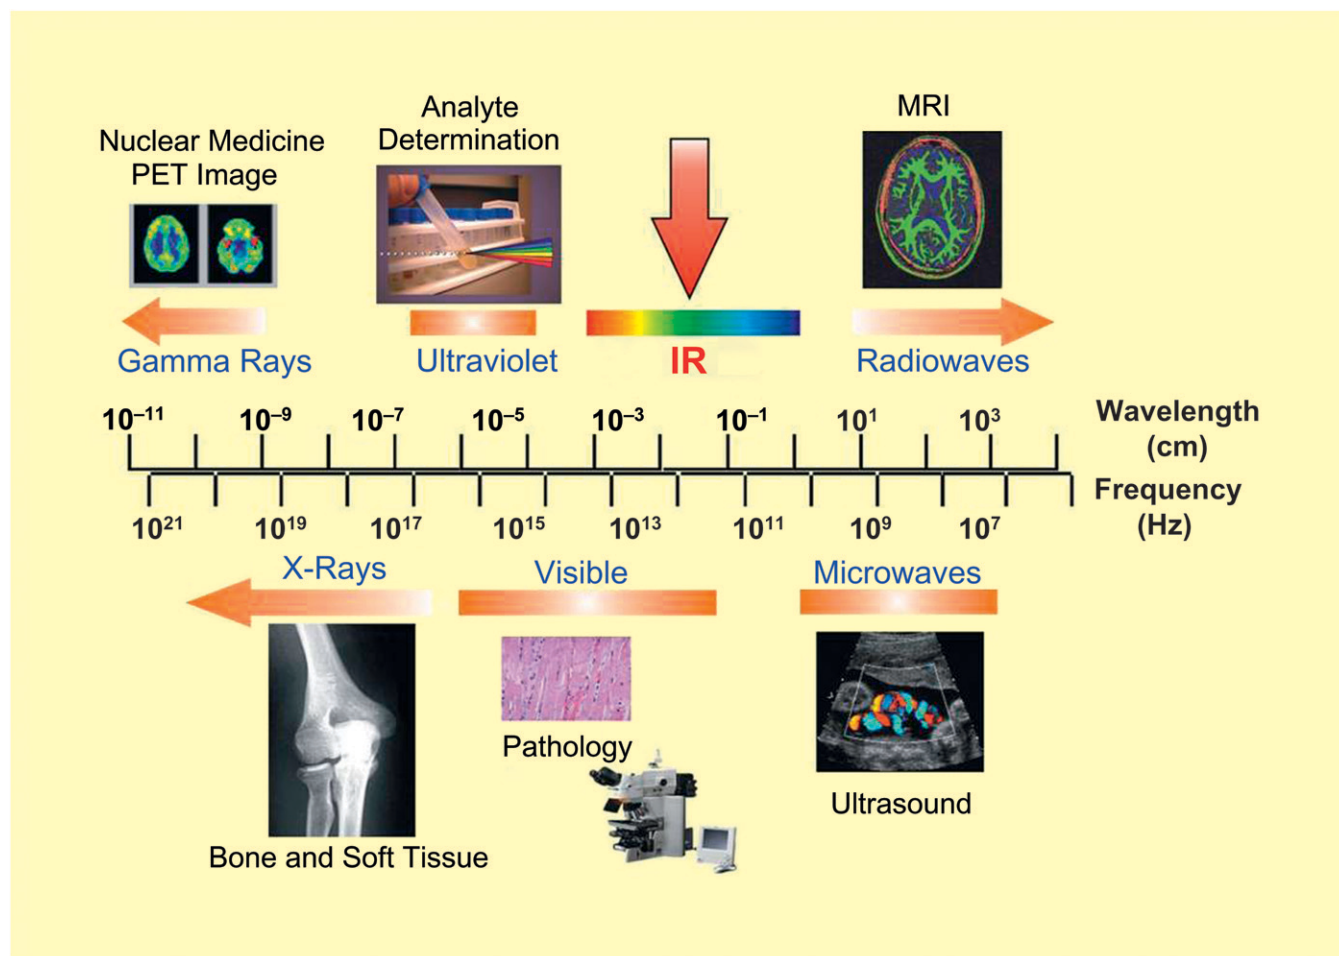 Nuclear Medicine
PET Image
Analyte
Determination
MRI
Gamma Rays
Ultraviolet
IR
Radiowaves
10⁻¹¹ 10⁻⁹ 10⁻⁷ 10⁻⁵ 10⁻³ 10⁻¹ 10¹ 10³
Wavelength
(cm)
10²¹ 10¹⁹ 10¹⁷ 10¹⁵ 10¹³ 10¹¹ 10⁹ 10⁷
Frequency
(Hz)
X-Rays
Visible
Microwaves
Bone and Soft Tissue
Pathology
Ultrasound